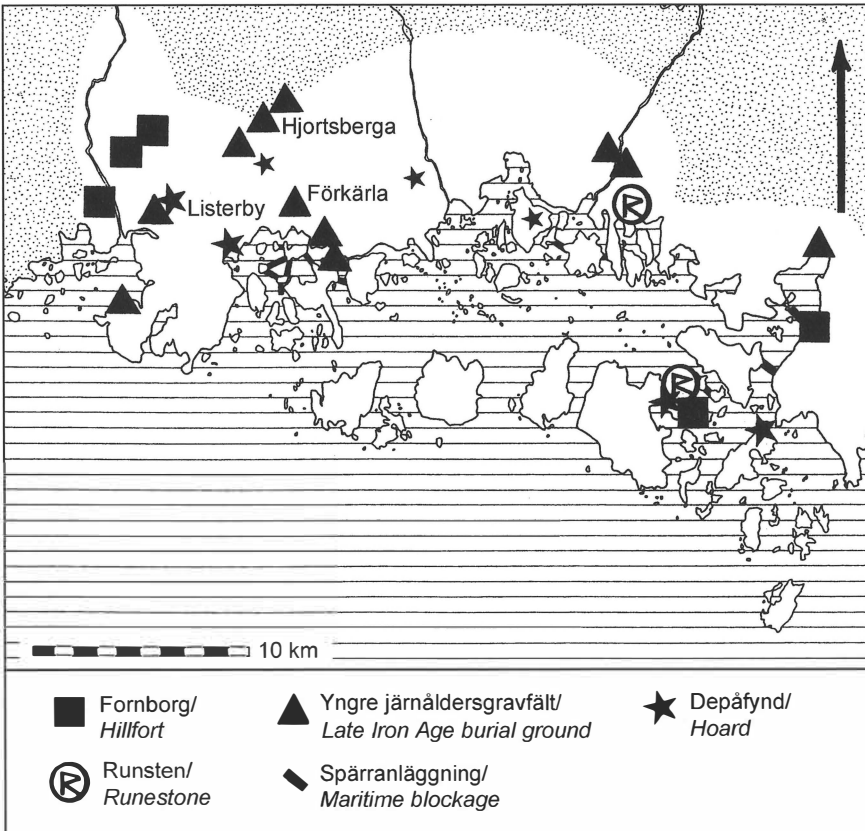 Hjortsberga
Listerby
Förkärla
10 km
Fornborg/
Hillfort
Yngre järnåldersgravfält/
Late Iron Age burial ground
Depåfynd/
Hoard
R
Runsten/
Runestone
Spärranläggning/
Maritime blockage